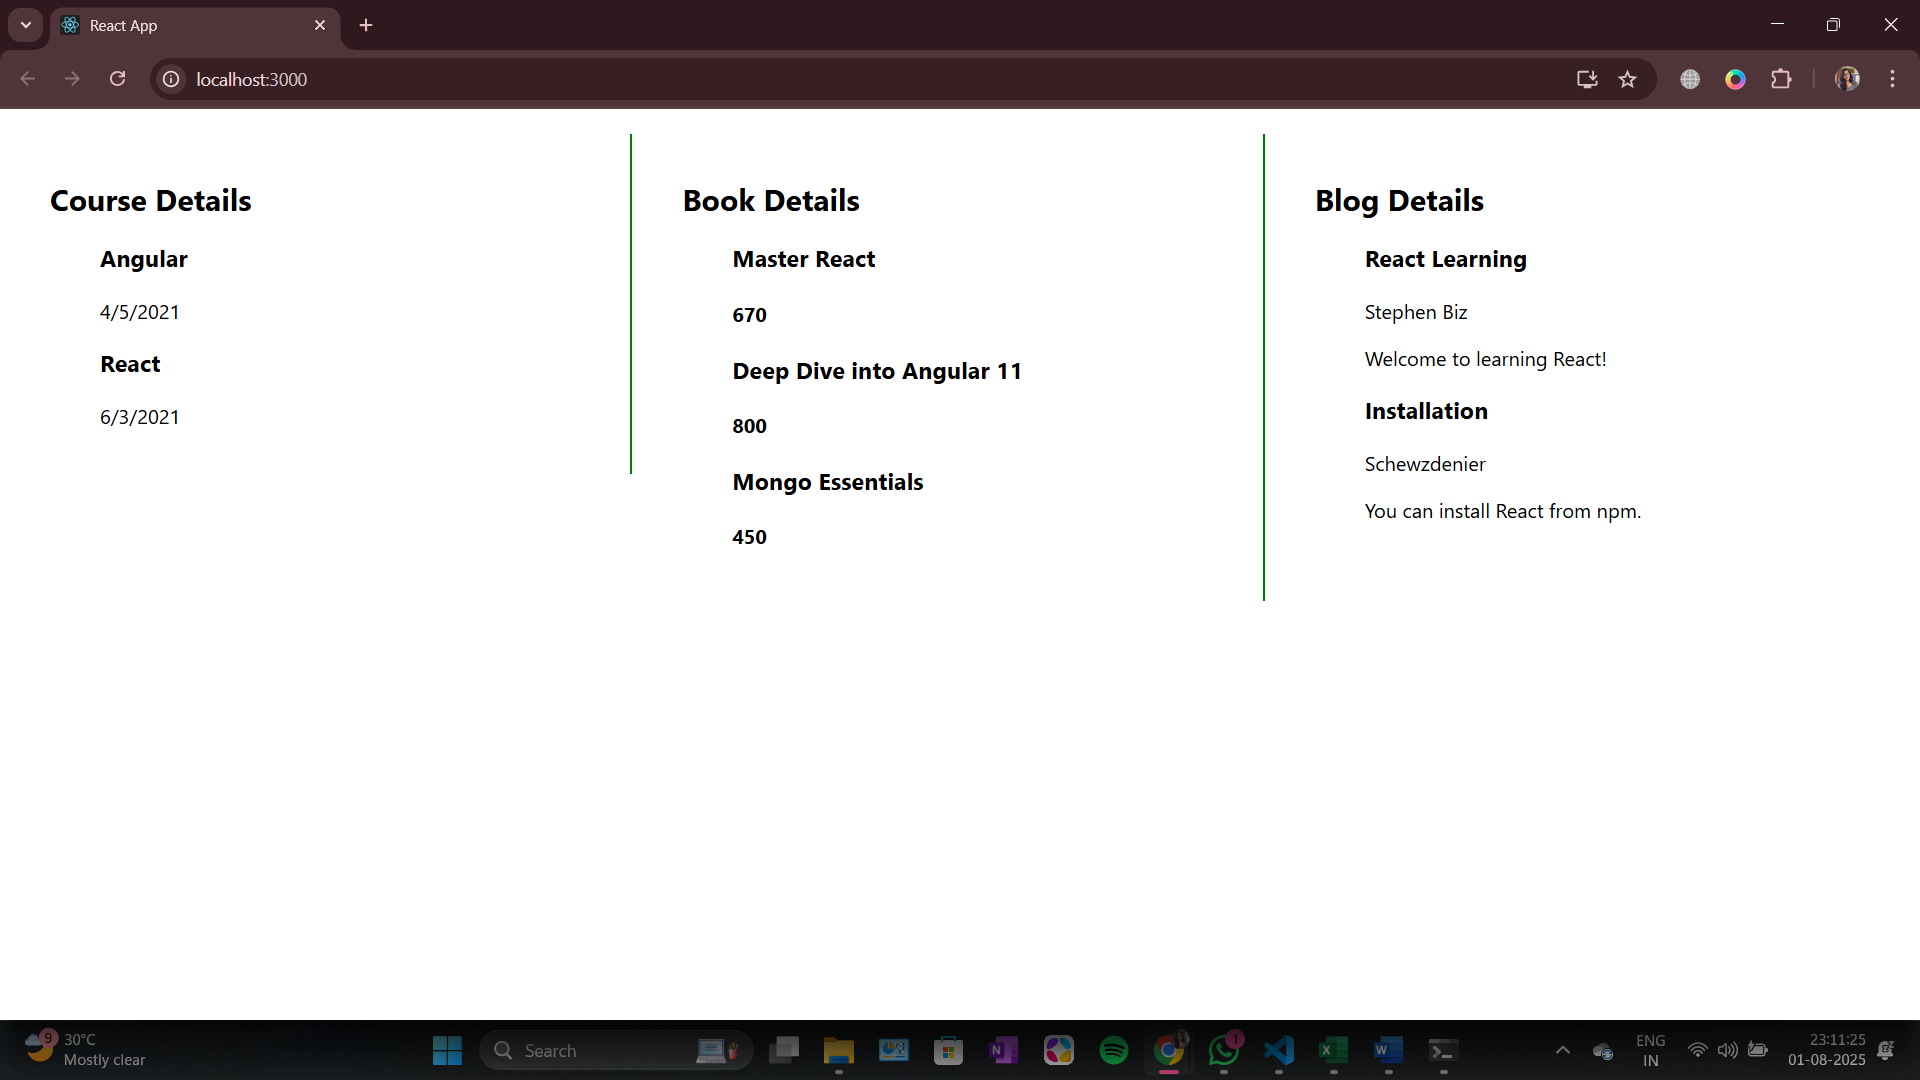 React App
localhost:3000
Course Details
Angular
4/5/2021
React
6/3/2021
Book Details
Master React
670
Deep Dive into Angular 11
800
Mongo Essentials
450
Blog Details
React Learning
Stephen Biz
Welcome to learning React!
Installation
Schewzdenier
You can install React from npm.
9
30°C
Mostly clear
Search
N
1
X
W
ENG
IN
23:11:25
01-08-2025